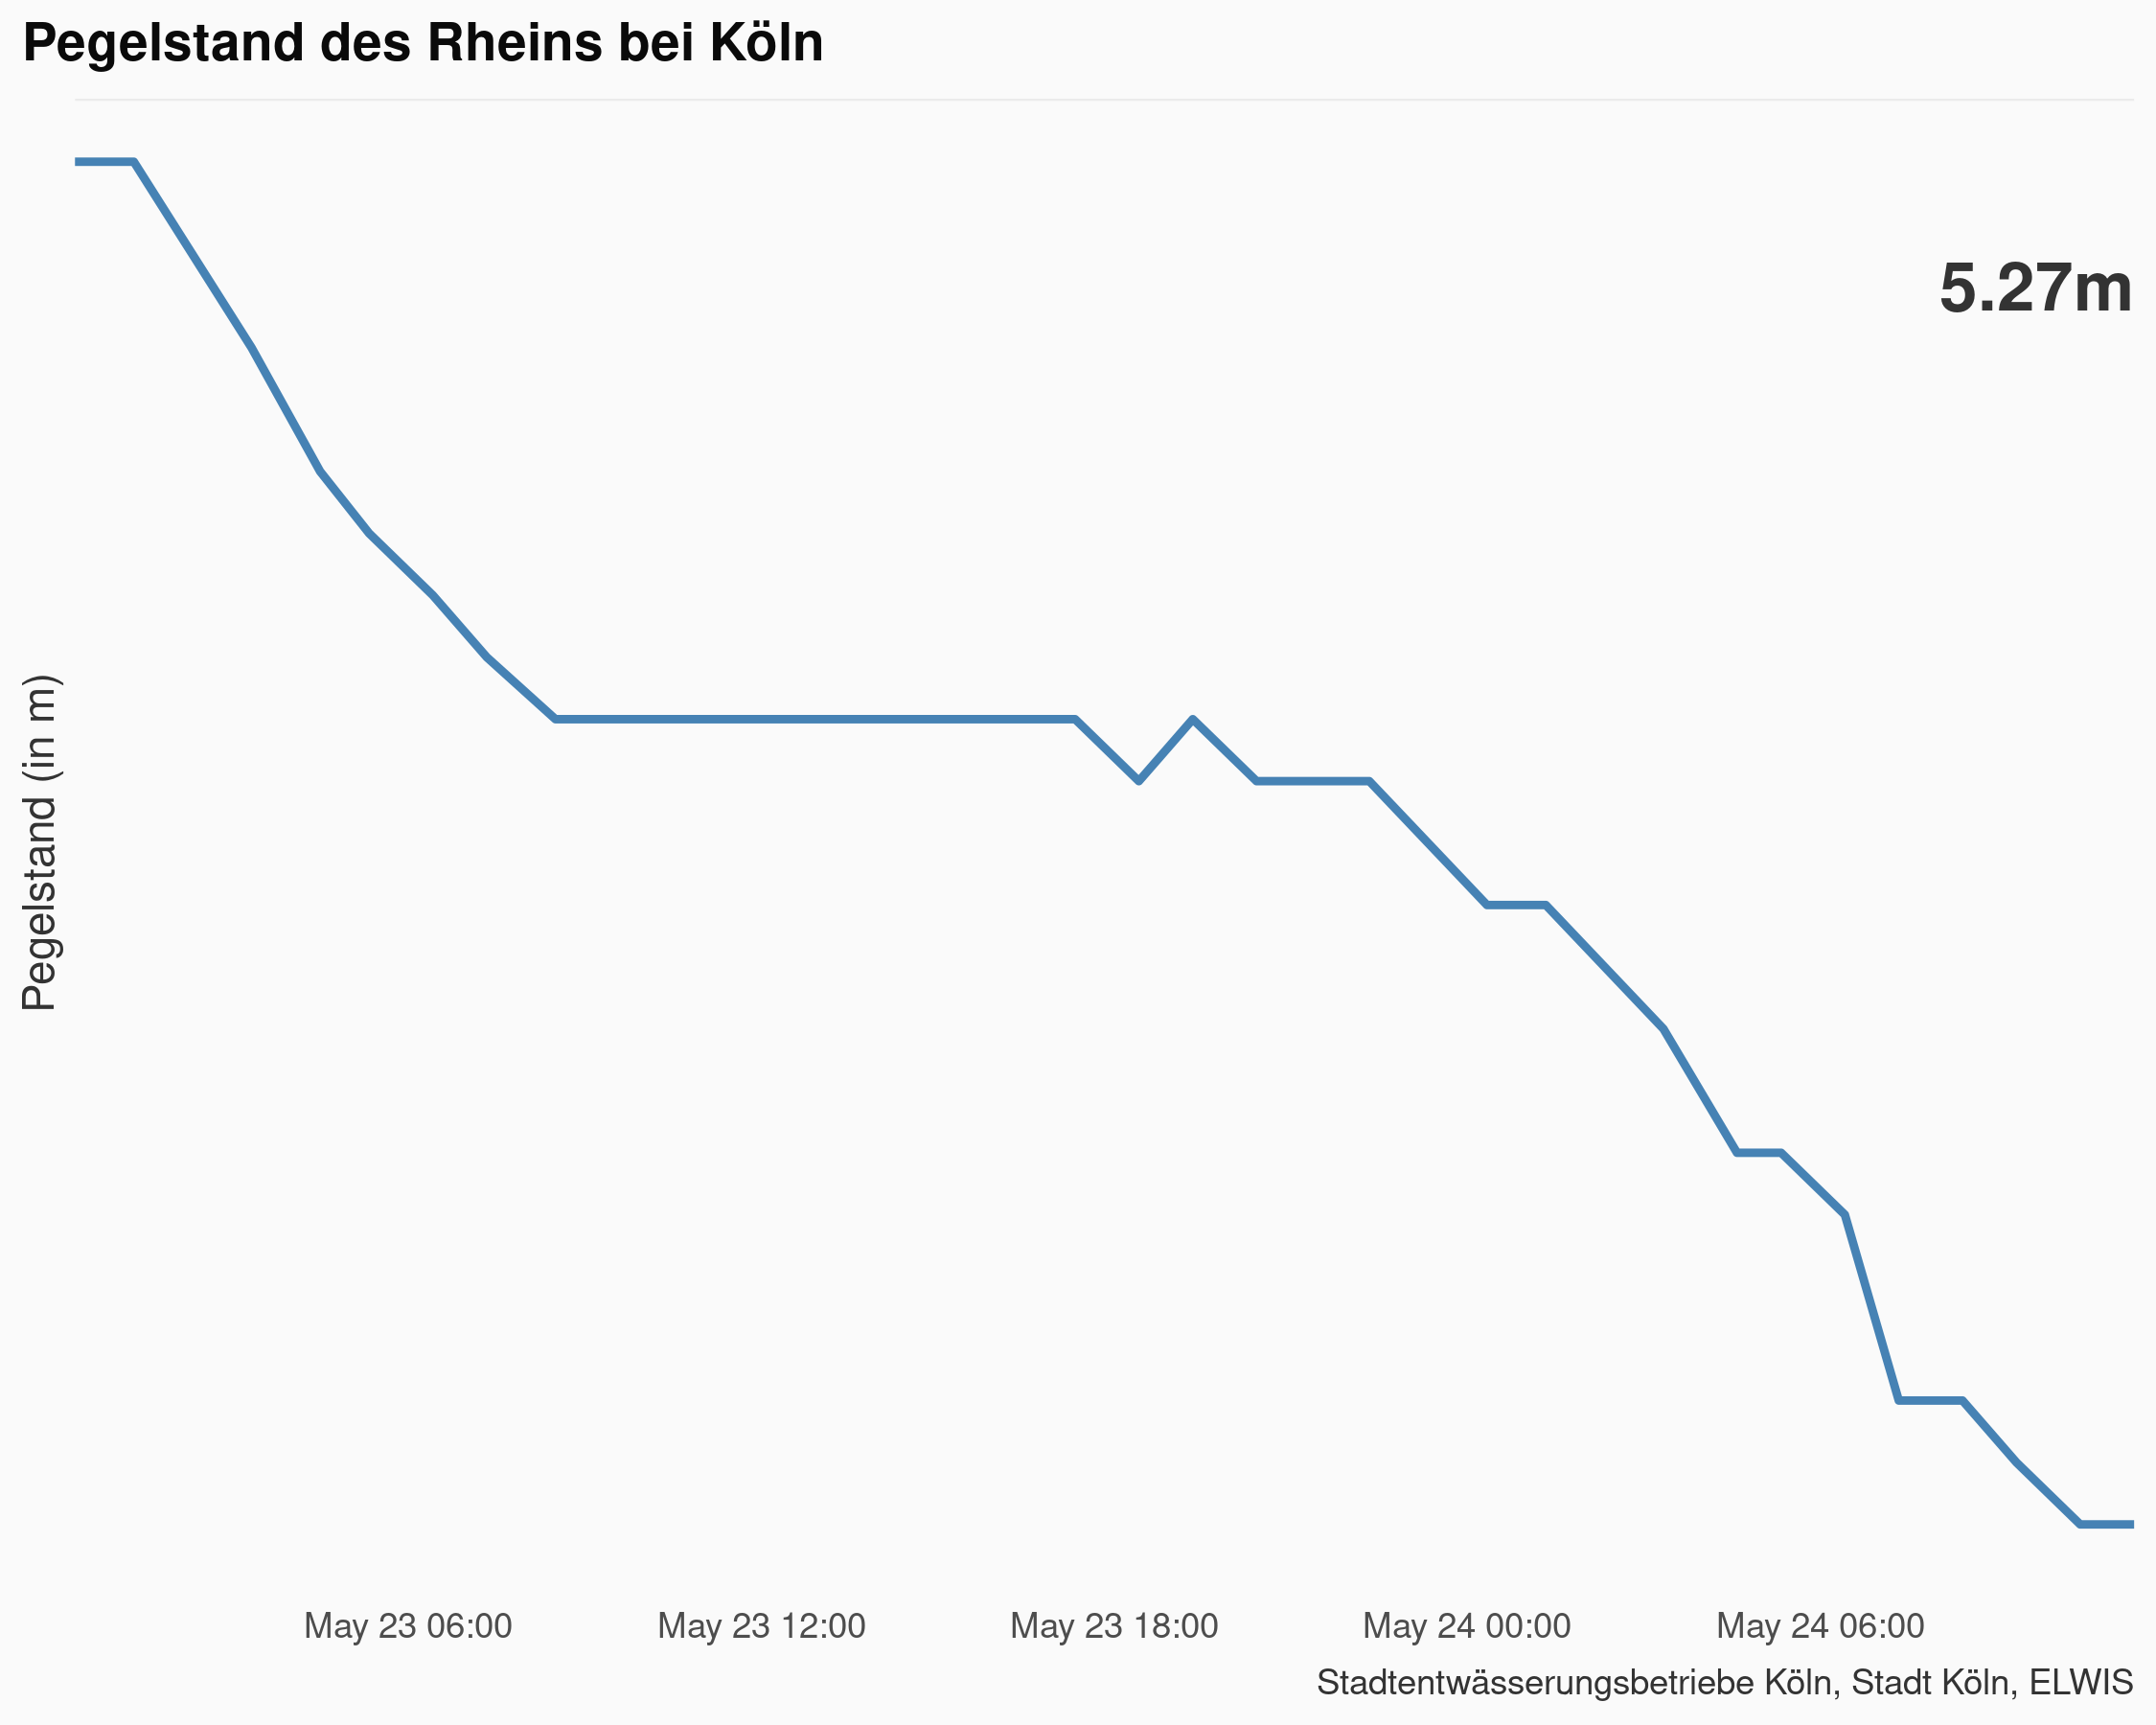 Pegelstand des Rheins bei Köln
5.27m
Pegelstand (in m)
May 23 06:00 May 23 12:00 May 23 18:00 May 24 00:00 May 24 06:00
Stadtentwässerungsbetriebe Köln, Stadt Köln, ELWIS